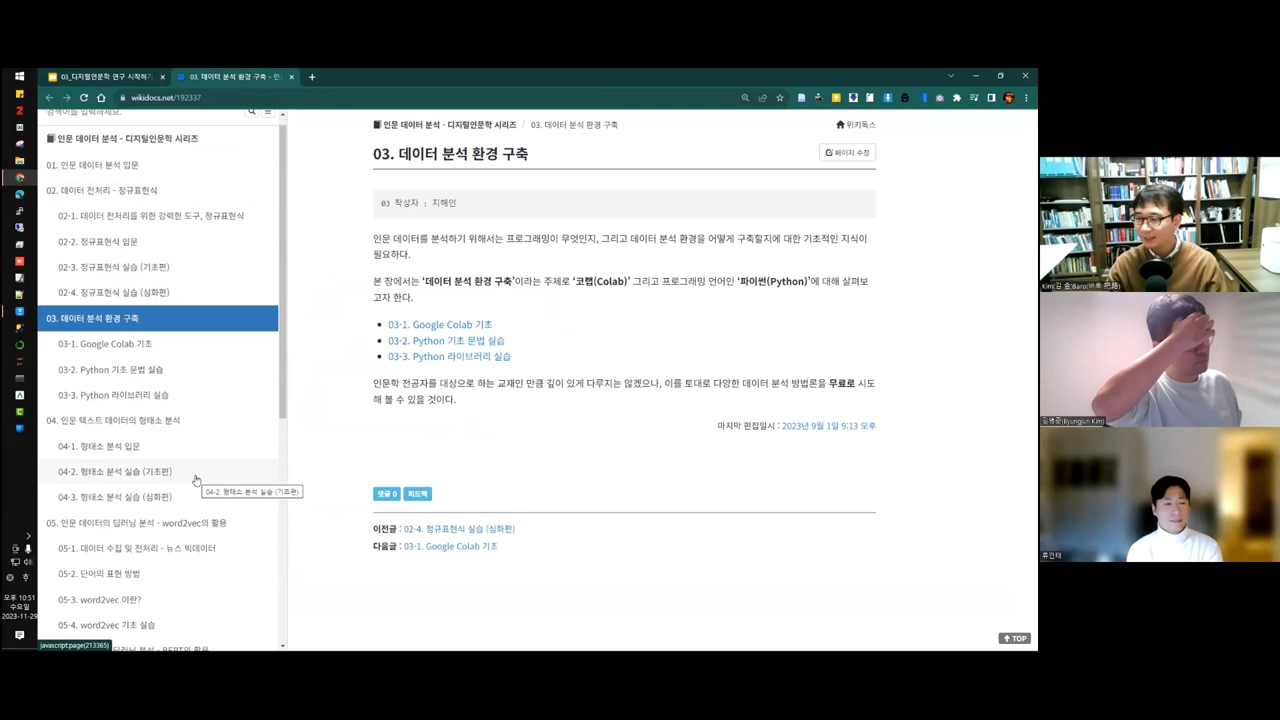 03_디지털인문학 연구 시작하기
03. 데이터 분석 환경 구축 - 인
wikidocs.net/192337
검색어를 입력하세요.
인문 데이터 분석 - 디지털인문학 시리즈
01. 인문 데이터 분석 입문
02. 데이터 전처리 - 정규표현식
02-1. 데이터 전처리를 위한 강력한 도구, 정규표현식
02-2. 정규표현식 입문
02-3. 정규표현식 실습 (기초편)
02-4. 정규표현식 실습 (심화편)
03. 데이터 분석 환경 구축
03-1. Google Colab 기초
03-2. Python 기초 문법 실습
03-3. Python 라이브러리 실습
04. 인문 텍스트 데이터의 형태소 분석
04-1. 형태소 분석 입문
04-2. 형태소 분석 실습 (기초편)
04-2. 형태소 분석 실습 (기초편)
04-3. 형태소 분석 실습 (심화편)
05. 인문 데이터의 딥러닝 분석 - word2vec의 활용
05-1. 데이터 수집 및 전처리 - 뉴스 빅데이터
05-2. 단어의 표현 방법
05-3. word2vec 이란?
05-4. word2vec 기초 실습
javascript:page(213365)
인문 데이터 분석 - 디지털인문학 시리즈 / 03. 데이터 분석 환경 구축
위키독스
03. 데이터 분석 환경 구축
페이지 수정
03 작성자 : 지해인
인문 데이터를 분석하기 위해서는 프로그래밍이 무엇인지, 그리고 데이터 분석 환경을 어떻게 구축할지에 대한 기초적인 지식이
필요하다.
본 장에서는 '데이터 분석 환경 구축'이라는 주제로 '코랩(Colab)' 그리고 프로그래밍 언어인 '파이썬(Python)'에 대해 살펴보
고자 한다.
03-1. Google Colab 기초
03-2. Python 기초 문법 실습
03-3. Python 라이브러리 실습
인문학 전공자를 대상으로 하는 교재인 만큼 깊이 있게 다루지는 않겠으나, 이를 토대로 다양한 데이터 분석 방법론을 무료로 시도
해 볼 수 있을 것이다.
마지막 편집일시 : 2023년 9월 1일 9:13 오후
댓글 0
피드백
이전글 : 02-4. 정규표현식 실습 (심화편)
다음글 : 03-1. Google Colab 기초
TOP
오후 10:51
수요일
2023-11-29
김병준(Byungjun Kim)
류인태